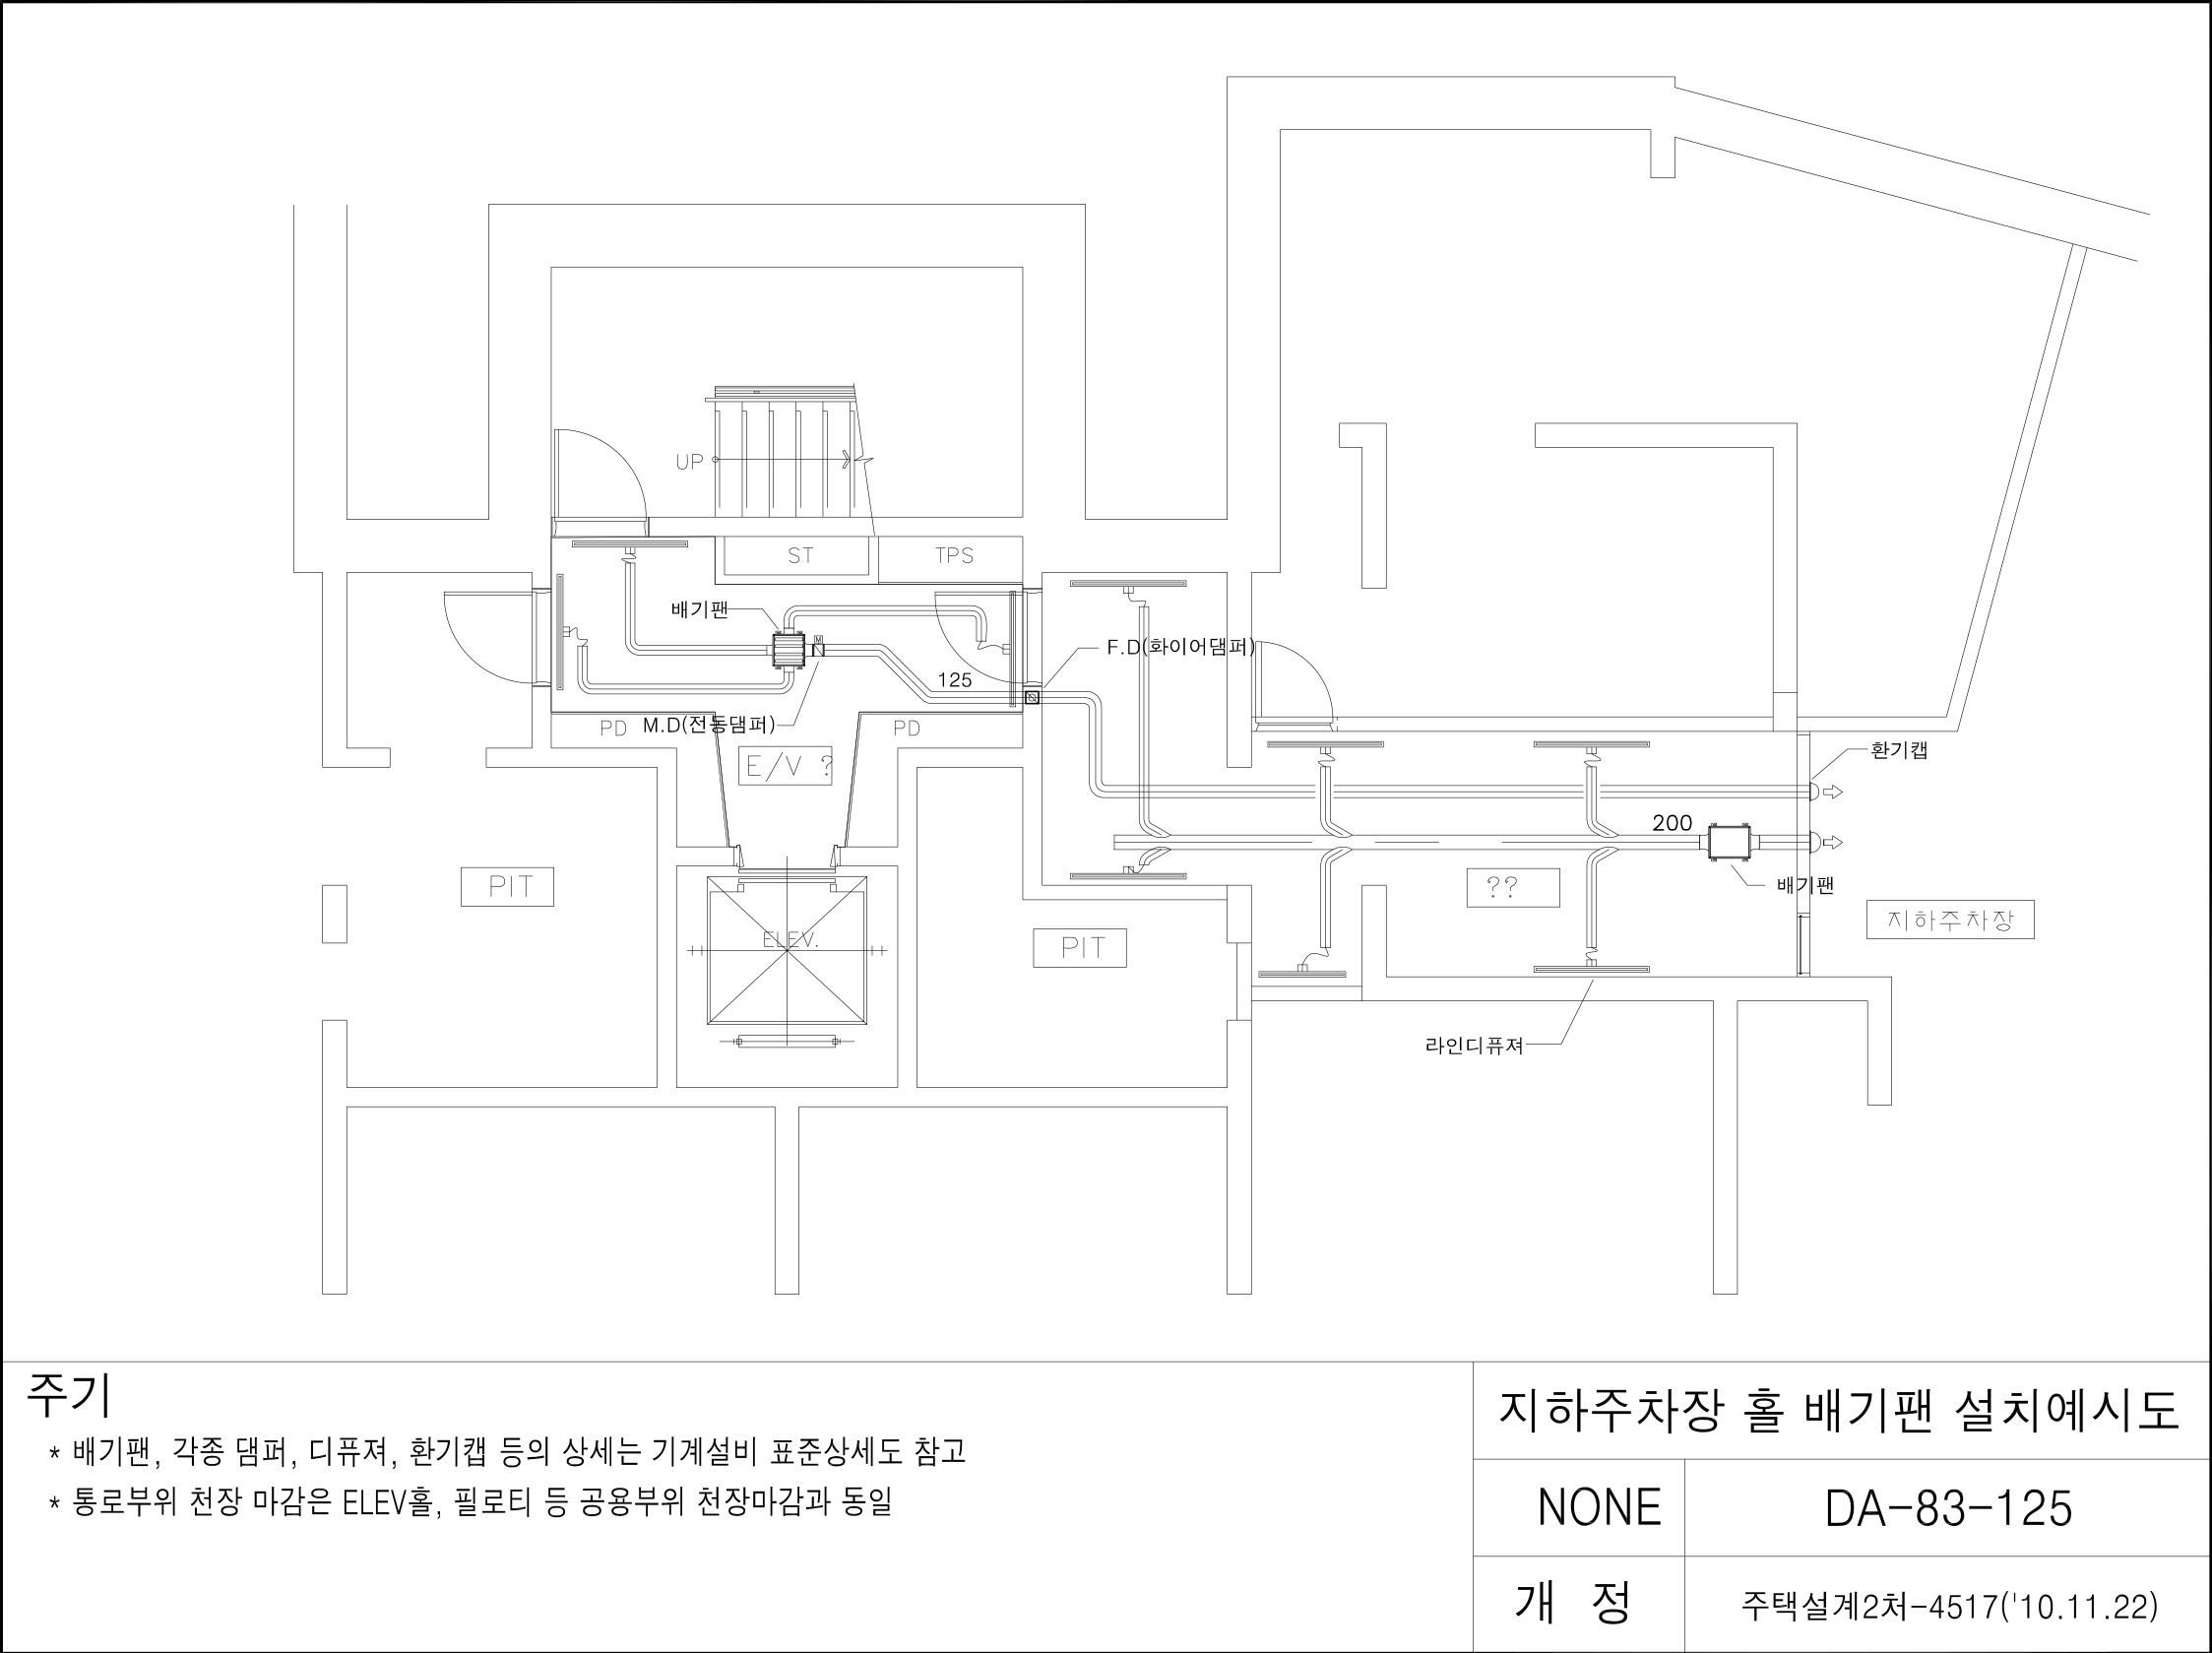 UP
ST
TPS
배기팬
M
F.D(화이어댐퍼)
125
PD
M.D(전동댐퍼)
PD
E/V ?
환기캡
200
PIT
??
배기팬
지하주차장
ELEV.
PIT
라인디퓨져
주기
* 배기팬, 각종 댐퍼, 디퓨져, 환기캡 등의 상세는 기계설비 표준상세도 참고
* 통로부위 천장 마감은 ELEV홀, 필로티 등 공용부위 천장마감과 동일
지하주차장 홀 배기팬 설치예시도
NONE
DA-83-125
개 정
주택설계2처-4517('10.11.22)